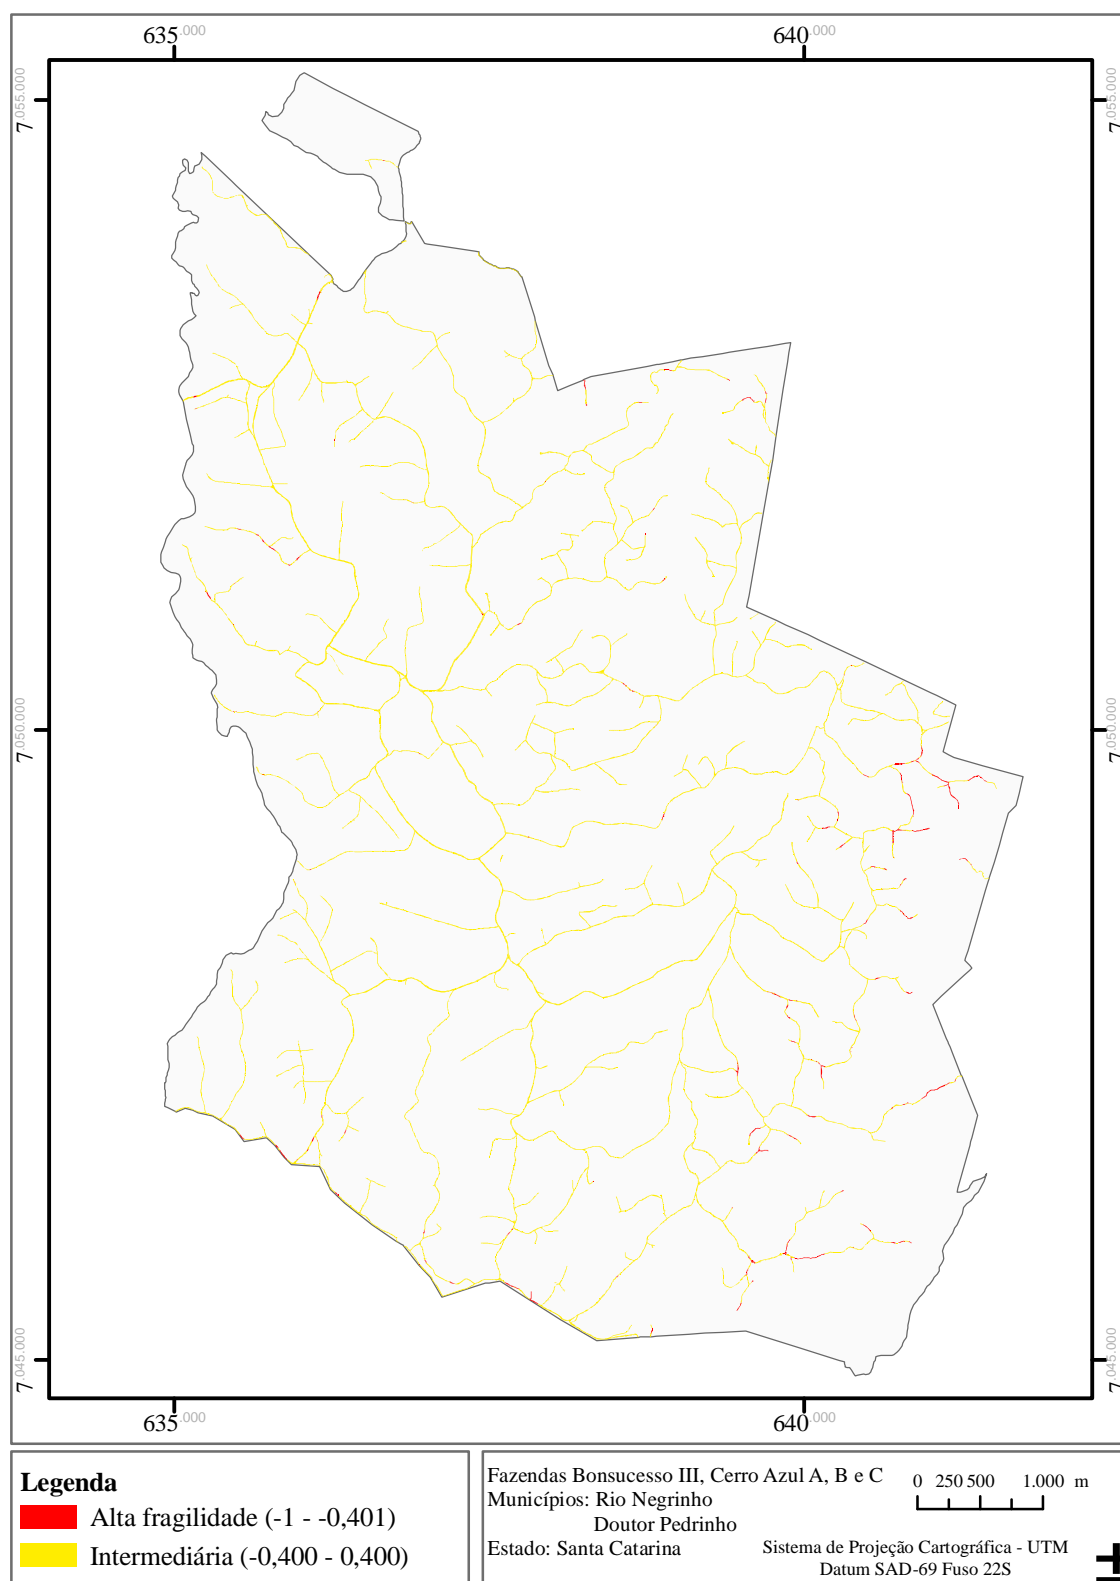 635.000 640.000
7.055.000 7.055.000
7.050.000 7.050.000
7.045.000 7.045.000
635.000 640.000
Legenda
Alta fragilidade (-1 - -0,401)
Intermediária (-0,400 - 0,400)
Fazendas Bonsucesso III, Cerro Azul A, B e C
Municípios: Rio Negrinho
Doutor Pedrinho
Estado: Santa Catarina
0 250 500 1.000 m
Sistema de Projeção Cartográfica - UTM
Datum SAD-69 Fuso 22S